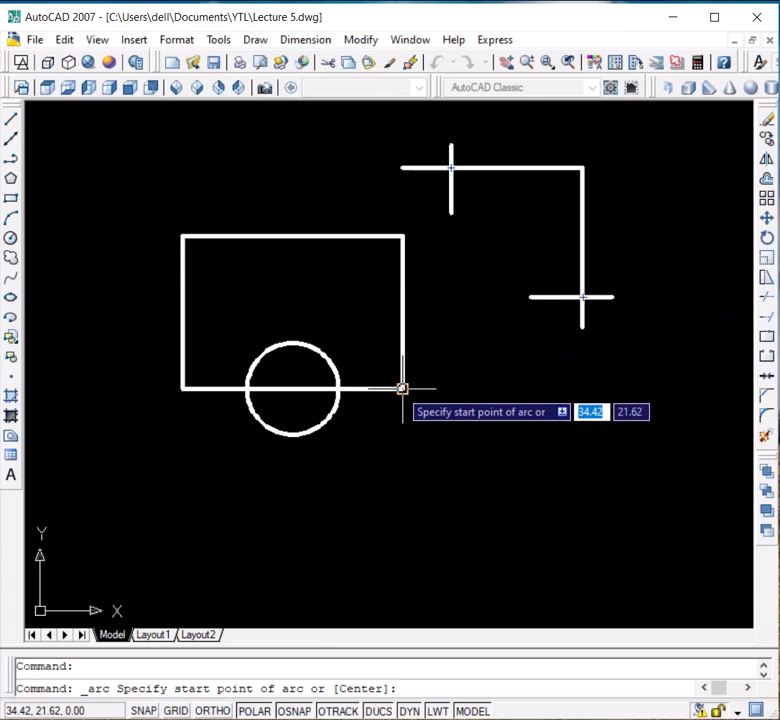 AutoCAD 2007 - [C:\Users\dell\Documents\YTL\Lecture 5.dwg]
File Edit View Insert Format Tools Draw Dimension Modify Window Help Express
A
AutoCAD Classic
A
Specify start point of arc or 34.42 21.62
Y
X
Model Layout1 Layout2
Command:
Command: _arc Specify start point of arc or [Center]:
34.42, 21.62, 0.00 SNAP GRID ORTHO POLAR OSNAP OTRACK DUCS DYN LWT MODEL